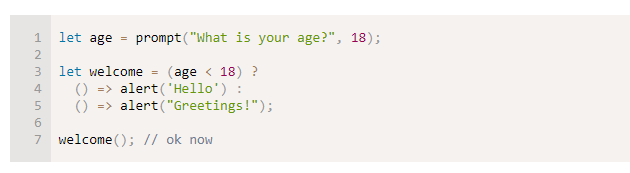 1 let age = prompt("What is your age?", 18);
2
3 let welcome = (age < 18) ?
4   () => alert('Hello') :
5   () => alert("Greetings!");
6
7 welcome(); // ok now